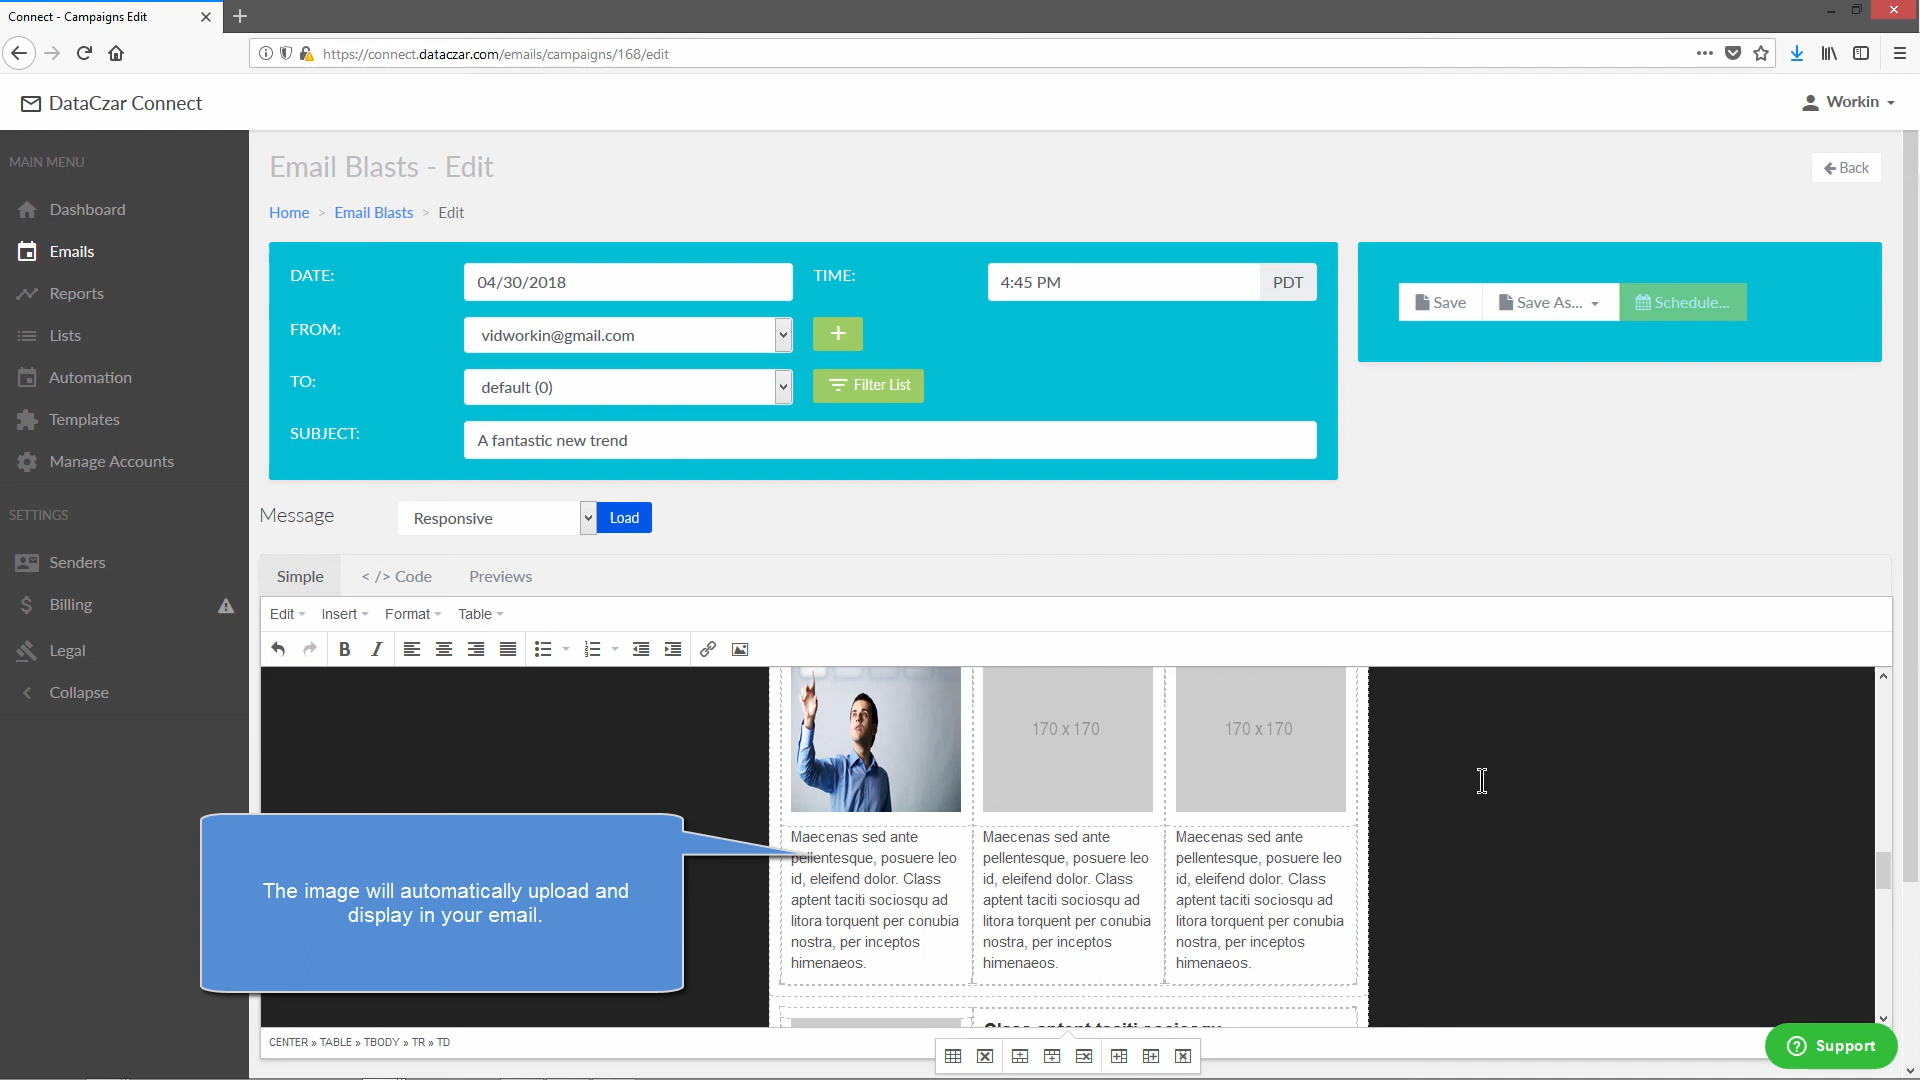 Connect - Campaigns Edit
https://connect.dataczar.com/emails/campaigns/168/edit
DataCzar Connect
Workin
MAIN MENU
Dashboard
Emails
Reports
Lists
Automation
Templates
Manage Accounts
SETTINGS
Senders
Billing
Legal
Collapse
Email Blasts - Edit
Back
Home > Email Blasts > Edit
DATE:
04/30/2018
TIME:
4:45 PM
PDT
FROM:
vidworkin@gmail.com
TO:
default (0)
Filter List
SUBJECT:
A fantastic new trend
Save
Save As...
Schedule...
Message
Responsive
Load
Simple
< /> Code
Previews
Edit
Insert
Format
Table
170 x 170
170 x 170
Maecenas sed ante
pellentesque, posuere leo
id, eleifend dolor. Class
aptent taciti sociosqu ad
litora torquent per conubia
nostra, per inceptos
himenaeos.
Maecenas sed ante
pellentesque, posuere leo
id, eleifend dolor. Class
aptent taciti sociosqu ad
litora torquent per conubia
nostra, per inceptos
himenaeos.
Maecenas sed ante
pellentesque, posuere leo
id, eleifend dolor. Class
aptent taciti sociosqu ad
litora torquent per conubia
nostra, per inceptos
himenaeos.
The image will automatically upload and
display in your email.
Class aptent taciti sociosqu
CENTER » TABLE » TBODY » TR » TD
Support